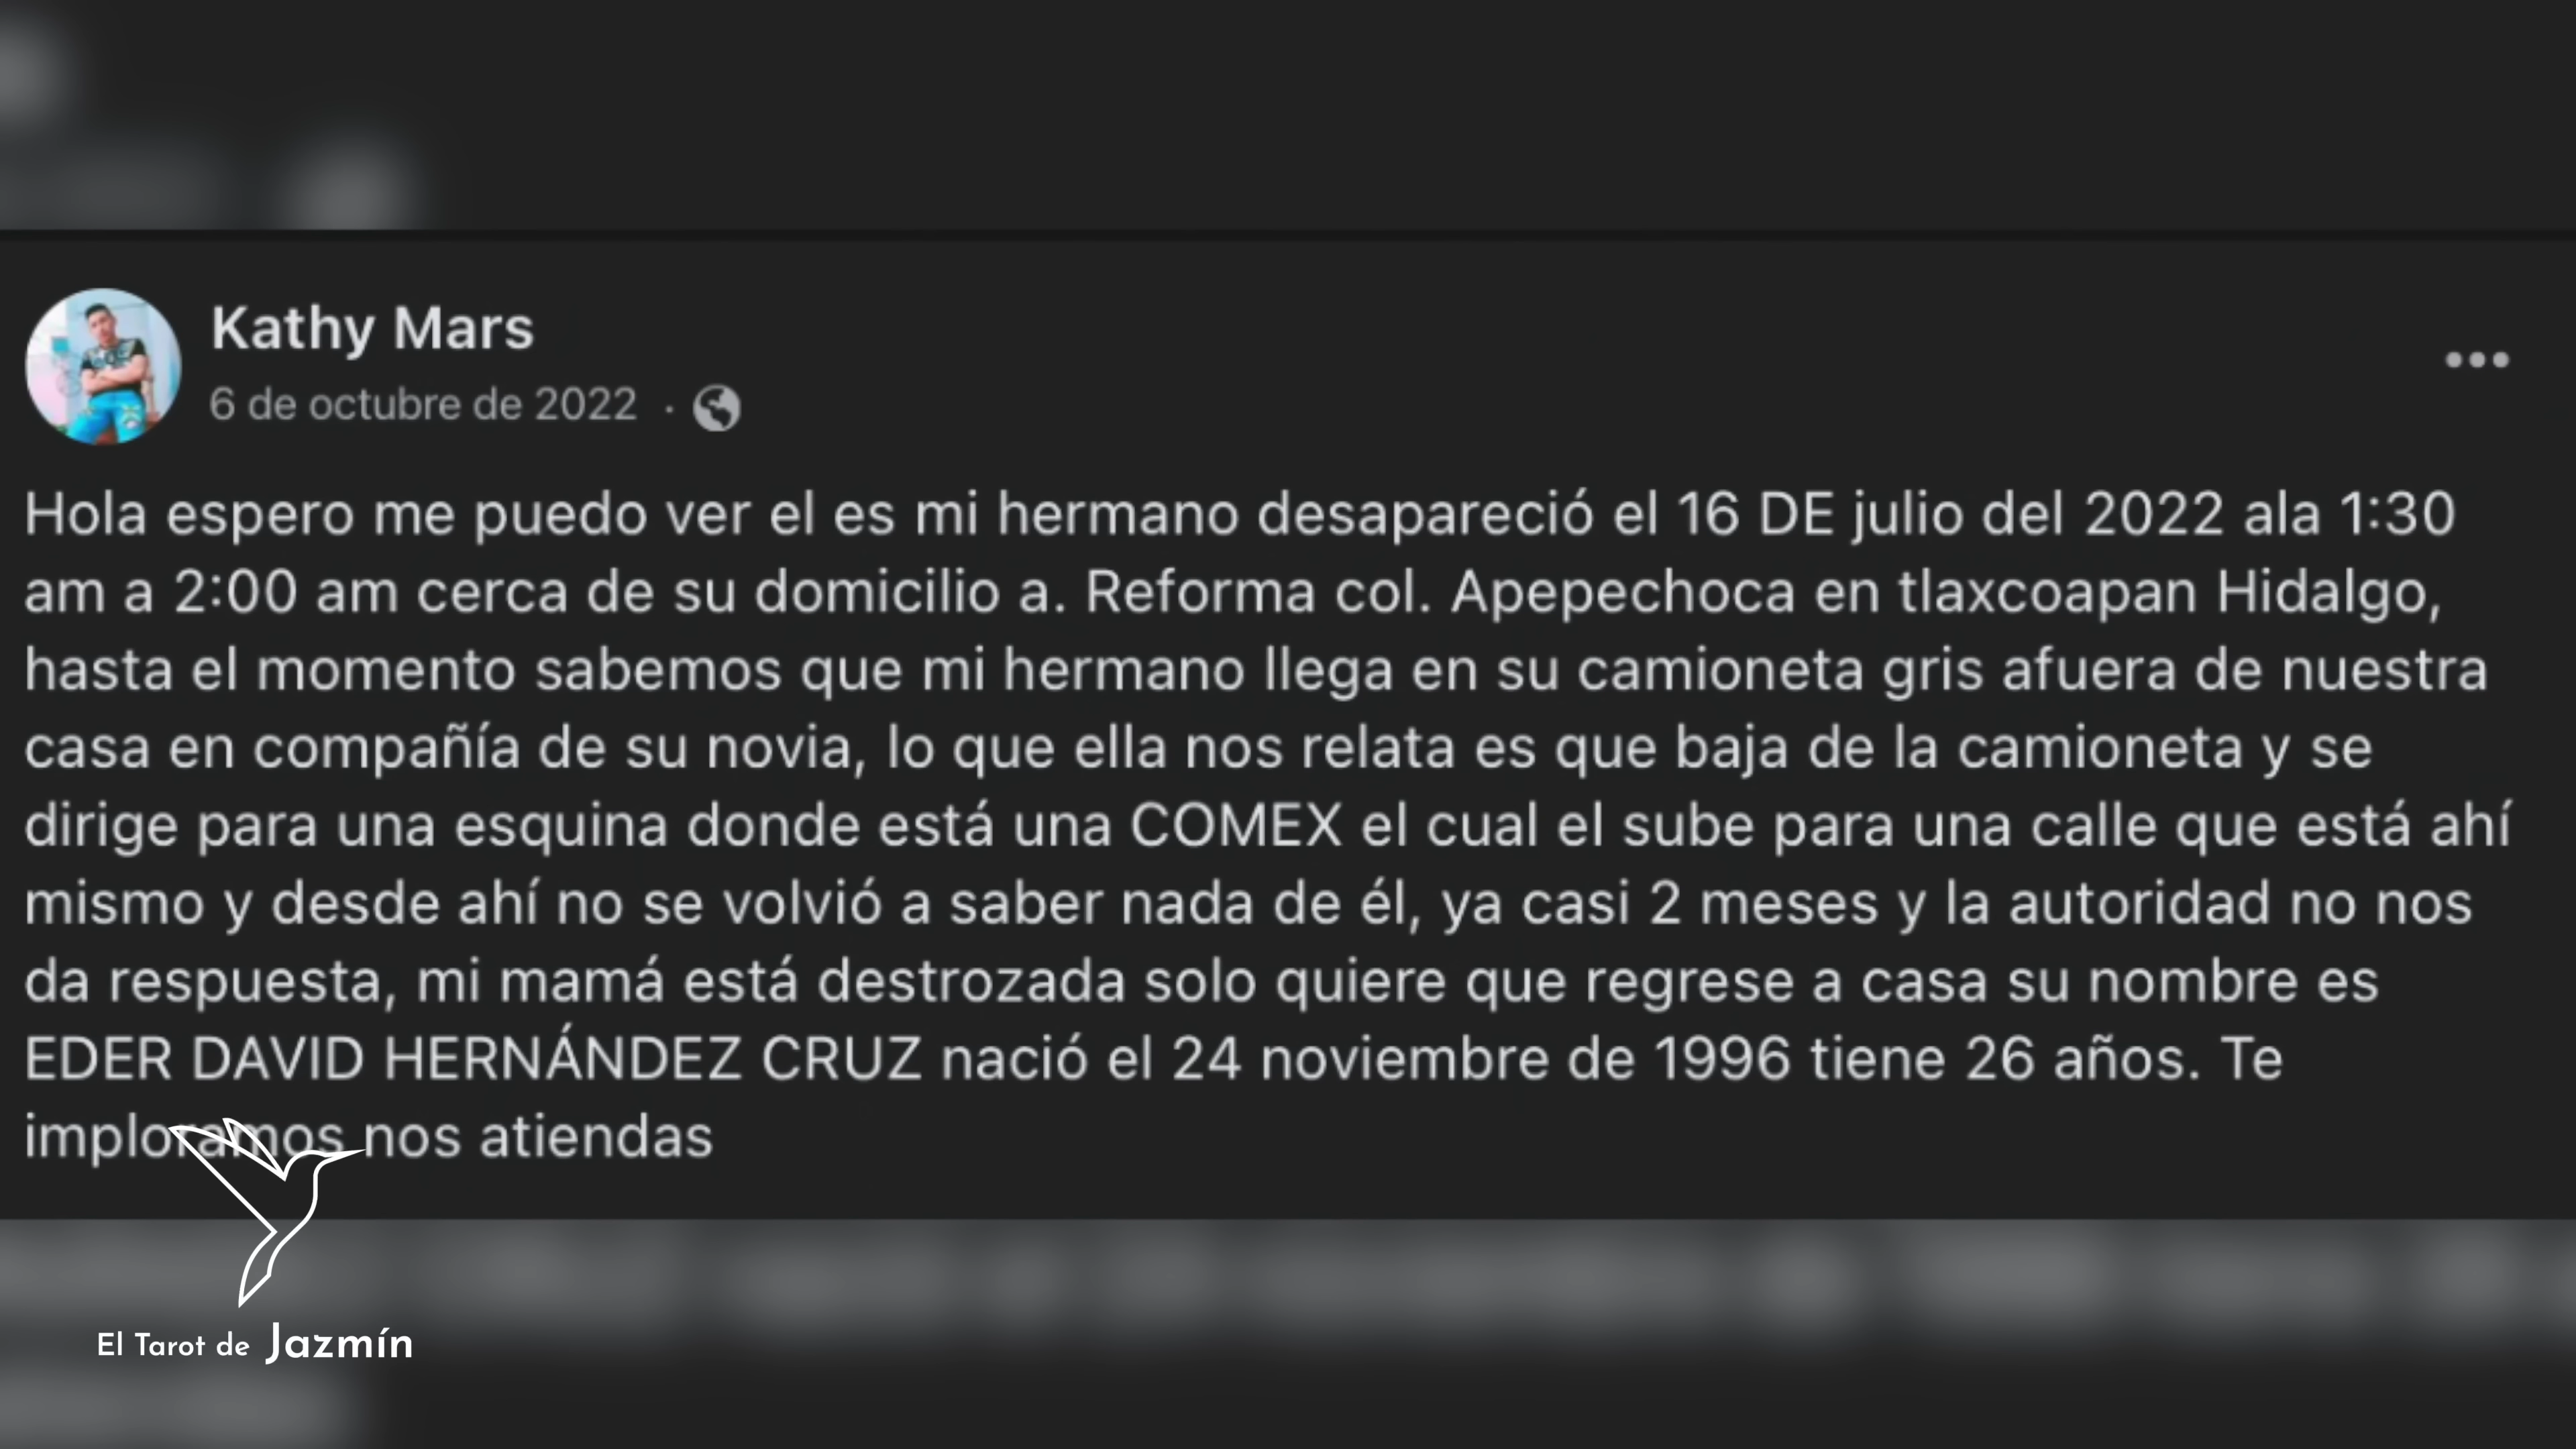 Kathy Mars
6 de octubre de 2022 ·
Hola espero me puedo ver el es mi hermano desapareció el 16 DE julio del 2022 ala 1:30
am a 2:00 am cerca de su domicilio a. Reforma col. Apepechoca en tlaxcoapan Hidalgo,
hasta el momento sabemos que mi hermano llega en su camioneta gris afuera de nuestra
casa en compañía de su novia, lo que ella nos relata es que baja de la camioneta y se
dirige para una esquina donde está una COMEX el cual el sube para una calle que está ahí
mismo y desde ahí no se volvió a saber nada de él, ya casi 2 meses y la autoridad no nos
da respuesta, mi mamá está destrozada solo quiere que regrese a casa su nombre es
EDER DAVID HERNÁNDEZ CRUZ nació el 24 noviembre de 1996 tiene 26 años. Te
imploramos nos atiendas
El Tarot de Jazmín